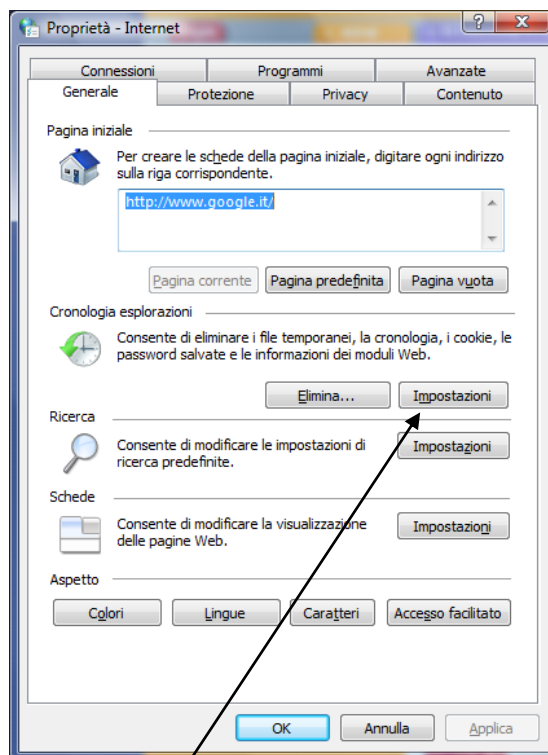 Proprietà - Internet
Connessioni
Programmi
Avanzate
Generale
Protezione
Privacy
Contenuto
Pagina iniziale
Per creare le schede della pagina iniziale, digitare ogni indirizzo
sulla riga corrispondente.
http://www.google.it/
Pagina corrente
Pagina predefinita
Pagina vuota
Cronologia esplorazioni
Consente di eliminare i file temporanei, la cronologia, i cookie, le
password salvate e le informazioni dei moduli Web.
Elimina...
Impostazioni
Ricerca
Consente di modificare le impostazioni di
ricerca predefinite.
Impostazioni
Schede
Consente di modificare la visualizzazione
delle pagine Web.
Impostazioni
Aspetto
Colori
Lingue
Caratteri
Accesso facilitato
OK
Annulla
Applica